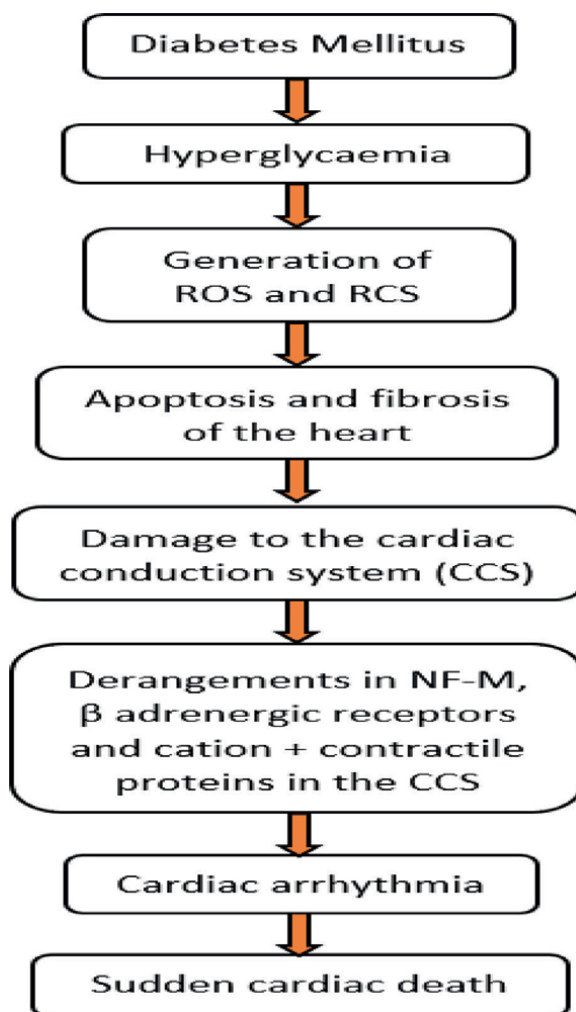 Diabetes Mellitus
Hyperglycaemia
Generation of
ROS and RCS
Apoptosis and fibrosis
of the heart
Damage to the cardiac
conduction system (CCS)
Derangements in NF-M,
β adrenergic receptors
and cation + contractile
proteins in the CCS
Cardiac arrhythmia
Sudden cardiac death